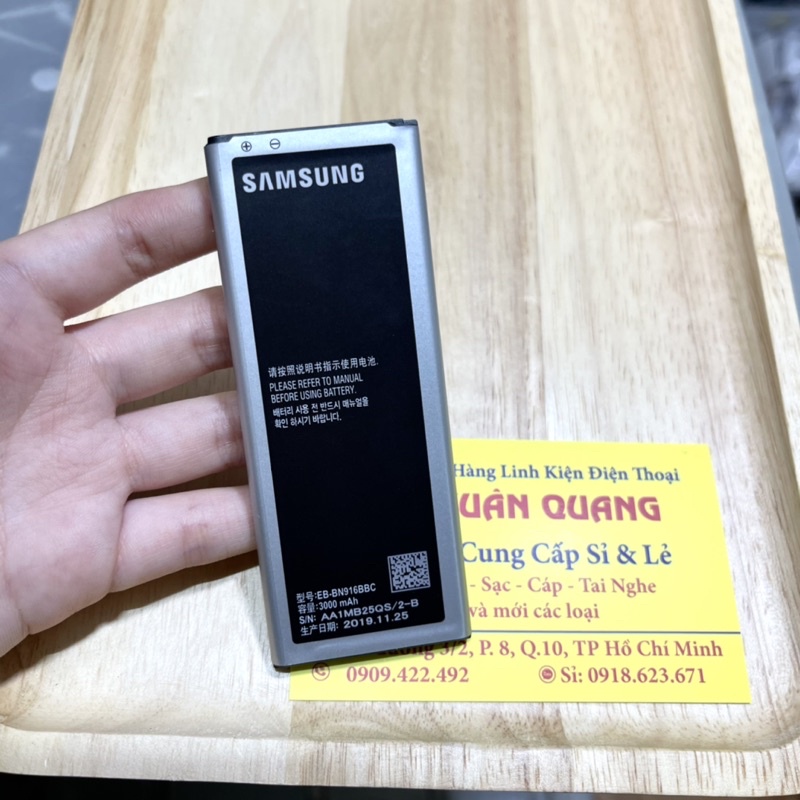 ⊕ ⊖
SAMSUNG
请按照说明书指示使用电池.
PLEASE REFER TO MANUAL
BEFORE USING BATTERY.
배터리 사용 전 반드시 매뉴얼을
확인 하시기 바랍니다.
型号:EB-BN916BBC
容量:3000 mAh
S/N: AA1MB25QS/2-B
生产日期: 2019.11.25
Hàng Linh Kiện Điện Thoại
UÂN QUANG
Cung Cấp Sỉ & Lẻ
- Sạc - Cáp - Tai Nghe
và mới các loại
3/2, P. 8, Q.10, TP Hồ Chí Minh
0909.422.492
Sỉ: 0918.623.671